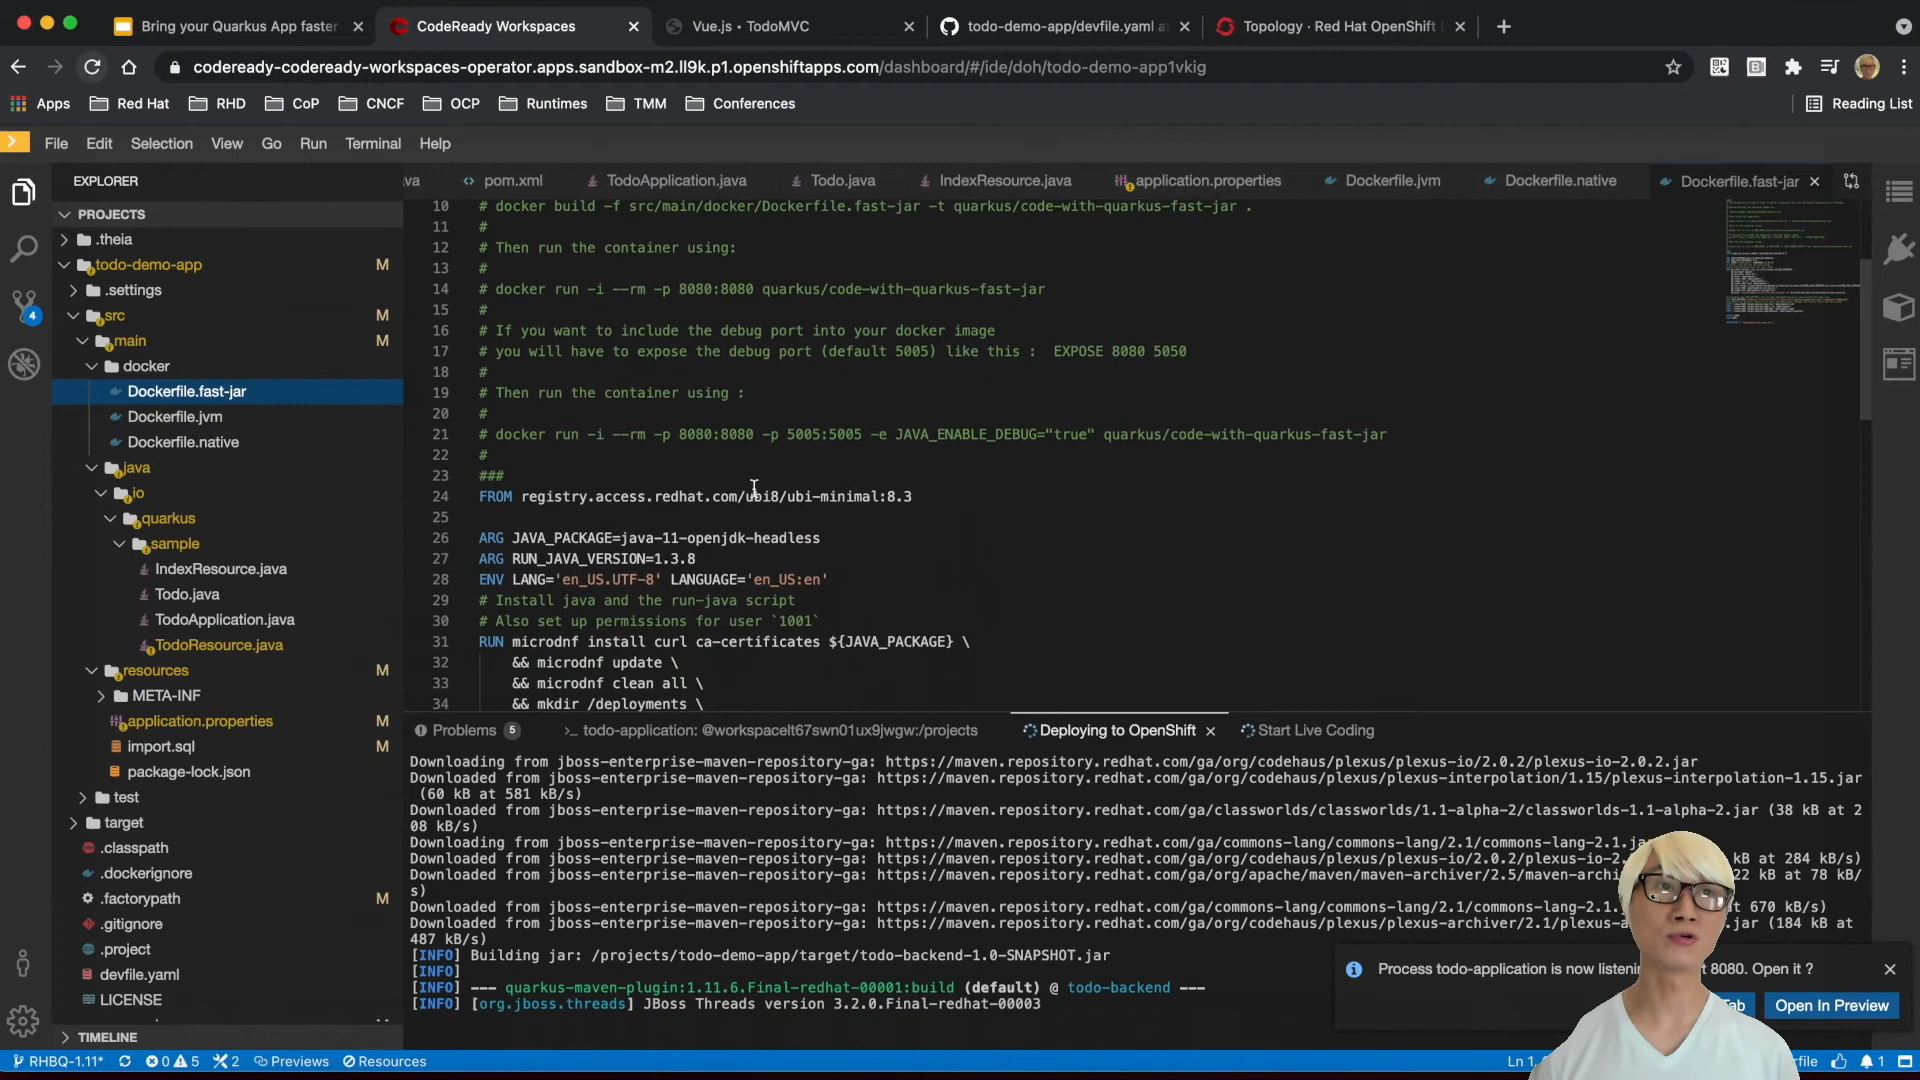 Bring your Quarkus App faster
CodeReady Workspaces
Vue.js • TodoMVC
todo-demo-app/devfile.yaml a
Topology · Red Hat OpenShift
codeready-codeready-workspaces-operator.apps.sandbox-m2.ll9k.p1.openshiftapps.com/dashboard/#/ide/doh/todo-demo-app1vkig
Apps Red Hat RHD CoP CNCF OCP Runtimes TMM Conferences Reading List
File Edit Selection View Go Run Terminal Help
EXPLORER
ava pom.xml TodoApplication.java Todo.java IndexResource.java application.properties Dockerfile.jvm Dockerfile.native Dockerfile.fast-jar
PROJECTS
.theia
todo-demo-app M
.settings
src M
main M
docker
Dockerfile.fast-jar
Dockerfile.jvm
Dockerfile.native
java
io
quarkus
sample
IndexResource.java
Todo.java
TodoApplication.java
TodoResource.java
resources M
META-INF
application.properties M
import.sql M
package-lock.json
test
target
.classpath
.dockerignore
.factorypath M
.gitignore
.project
devfile.yaml
LICENSE
TIMELINE
4
10 # docker build -f src/main/docker/Dockerfile.fast-jar -t quarkus/code-with-quarkus-fast-jar .
11 #
12 # Then run the container using:
13 #
14 # docker run -i --rm -p 8080:8080 quarkus/code-with-quarkus-fast-jar
15 #
16 # If you want to include the debug port into your docker image
17 # you will have to expose the debug port (default 5005) like this :  EXPOSE 8080 5050
18 #
19 # Then run the container using :
20 #
21 # docker run -i --rm -p 8080:8080 -p 5005:5005 -e JAVA_ENABLE_DEBUG="true" quarkus/code-with-quarkus-fast-jar
22 #
23 ###
24 FROM registry.access.redhat.com/ubi8/ubi-minimal:8.3
25
26 ARG JAVA_PACKAGE=java-11-openjdk-headless
27 ARG RUN_JAVA_VERSION=1.3.8
28 ENV LANG='en_US.UTF-8' LANGUAGE='en_US:en'
29 # Install java and the run-java script
30 # Also set up permissions for user `1001`
31 RUN microdnf install curl ca-certificates ${JAVA_PACKAGE} \
32 && microdnf update \
33 && microdnf clean all \
34 && mkdir /deployments \
Problems 5 >_ todo-application: @workspacelt67swn01ux9jwgw:/projects Deploying to OpenShift Start Live Coding
Downloading from jboss-enterprise-maven-repository-ga: https://maven.repository.redhat.com/ga/org/codehaus/plexus/plexus-io/2.0.2/plexus-io-2.0.2.jar
Downloaded from jboss-enterprise-maven-repository-ga: https://maven.repository.redhat.com/ga/org/codehaus/plexus/plexus-interpolation/1.15/plexus-interpolation-1.15.jar
(60 kB at 581 kB/s)
Downloaded from jboss-enterprise-maven-repository-ga: https://maven.repository.redhat.com/ga/classworlds/classworlds/1.1-alpha-2/classworlds-1.1-alpha-2.jar (38 kB at 2
08 kB/s)
Downloading from jboss-enterprise-maven-repository-ga: https://maven.repository.redhat.com/ga/commons-lang/commons-lang/2.1/commons-lang-2.1.jar
Downloaded from jboss-enterprise-maven-repository-ga: https://maven.repository.redhat.com/ga/org/codehaus/plexus/plexus-io/2.0.2/plexus-io-2. kB at 284 kB/s)
Downloaded from jboss-enterprise-maven-repository-ga: https://maven.repository.redhat.com/ga/org/apache/maven/maven-archiver/2.5/maven-archi 22 kB at 78 kB/
s)
Downloaded from jboss-enterprise-maven-repository-ga: https://maven.repository.redhat.com/ga/commons-lang/commons-lang/2.1/commons-lang-2.1. at 670 kB/s)
Downloaded from jboss-enterprise-maven-repository-ga: https://maven.repository.redhat.com/ga/org/codehaus/plexus/plexus-archiver/2.1/plexus-a .jar (184 kB at
487 kB/s)
[INFO] Building jar: /projects/todo-demo-app/target/todo-backend-1.0-SNAPSHOT.jar
[INFO]
[INFO] --- quarkus-maven-plugin:1.11.6.Final-redhat-00001:build (default) @ todo-backend ---
[INFO] [org.jboss.threads] JBoss Threads version 3.2.0.Final-redhat-00003
Process todo-application is now listeni t 8080. Open it ?
Tab Open In Preview
RHBQ-1.11* 0 5 2 Previews Resources Ln 1, file 1